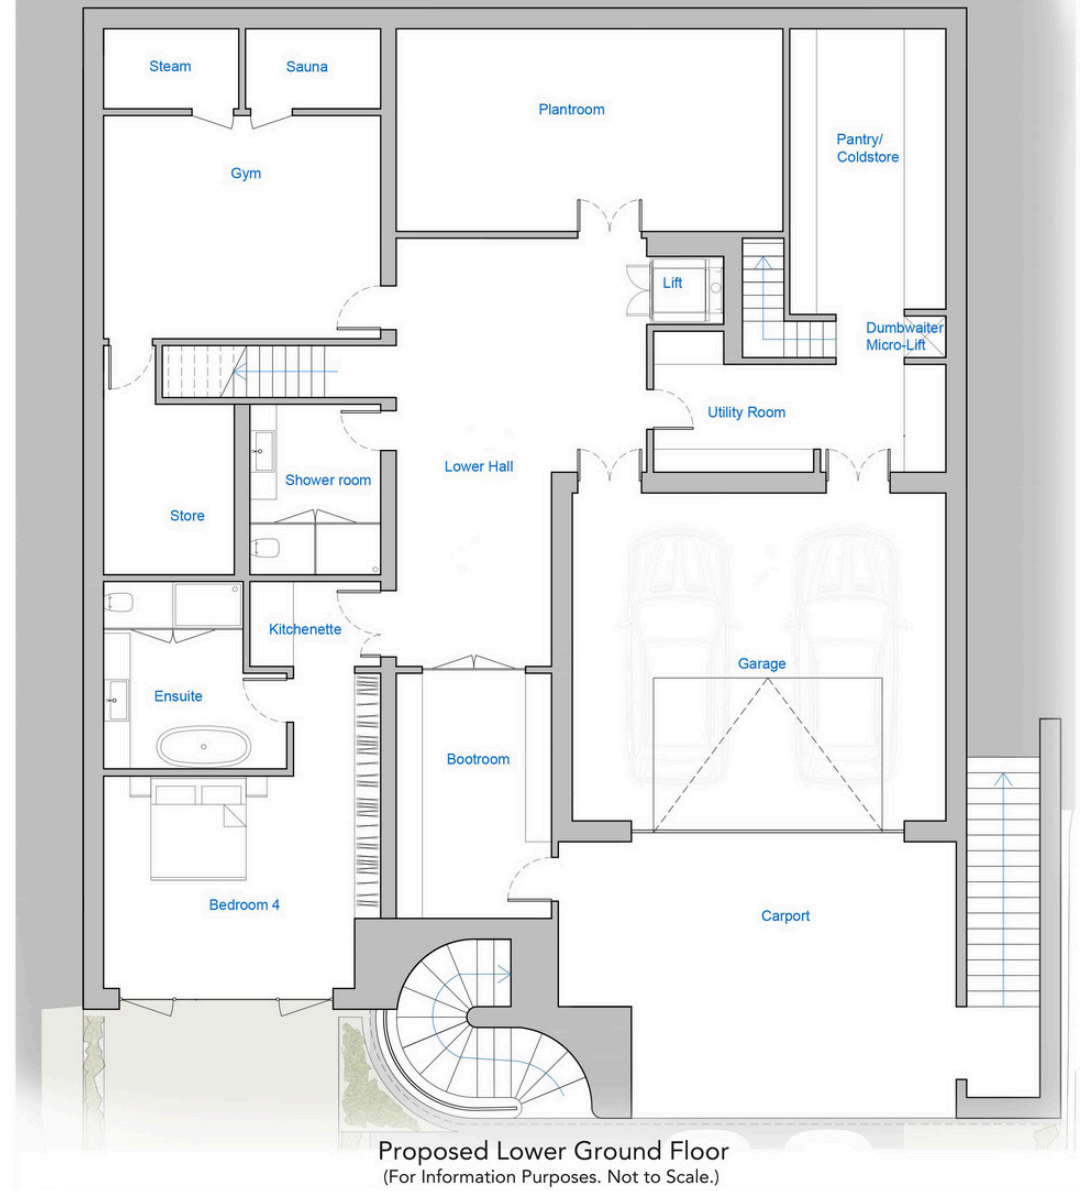 Steam
Sauna
Plantroom
Pantry/
Coldstore
Gym
Lift
Dumbwaiter
Micro-Lift
Utility Room
Lower Hall
Shower room
Store
Kitchenette
Garage
Ensuite
Bootroom
Bedroom 4
Carport
Proposed Lower Ground Floor
(For Information Purposes. Not to Scale.)